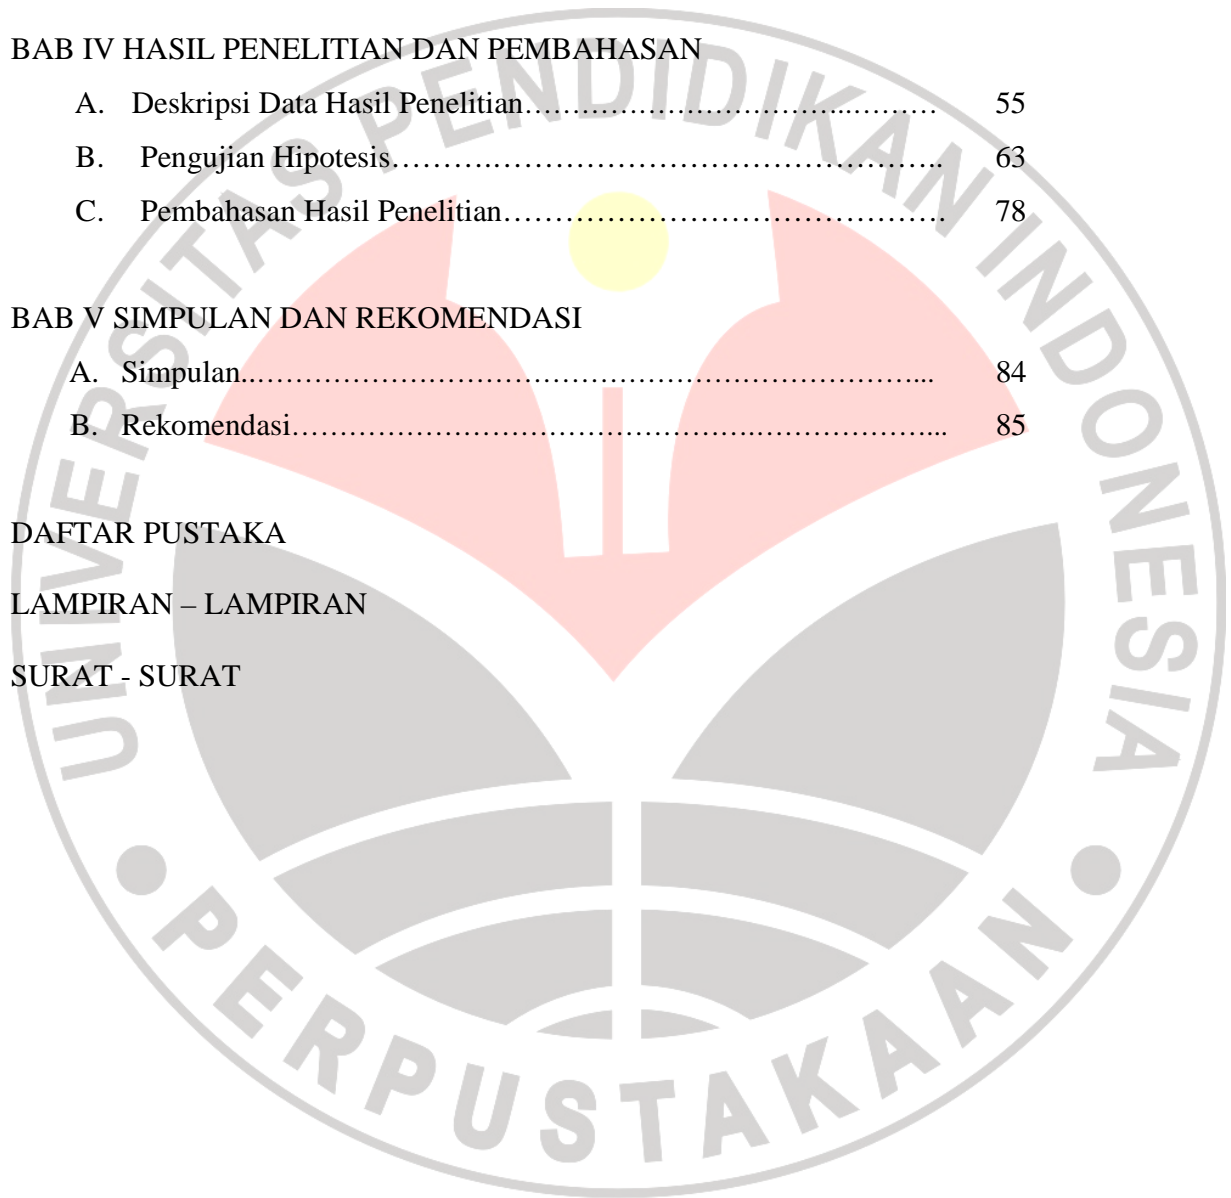 BAB IV HASIL PENELITIAN DAN PEMBAHASAN
A. Deskripsi Data Hasil Penelitian………………………………..………. 55
B. Pengujian Hipotesis……….……………………………………….. 63
C. Pembahasan Hasil Penelitian………………………………………. 78
BAB V SIMPULAN DAN REKOMENDASI
A. Simpulan..……………………………………………………………... 84
B. Rekomendasi……………………………………….………………... 85
DAFTAR PUSTAKA
LAMPIRAN – LAMPIRAN
SURAT - SURAT
UNIVERSITAS PENDIDIKAN INDONESIA
PERPUSTAKAAN